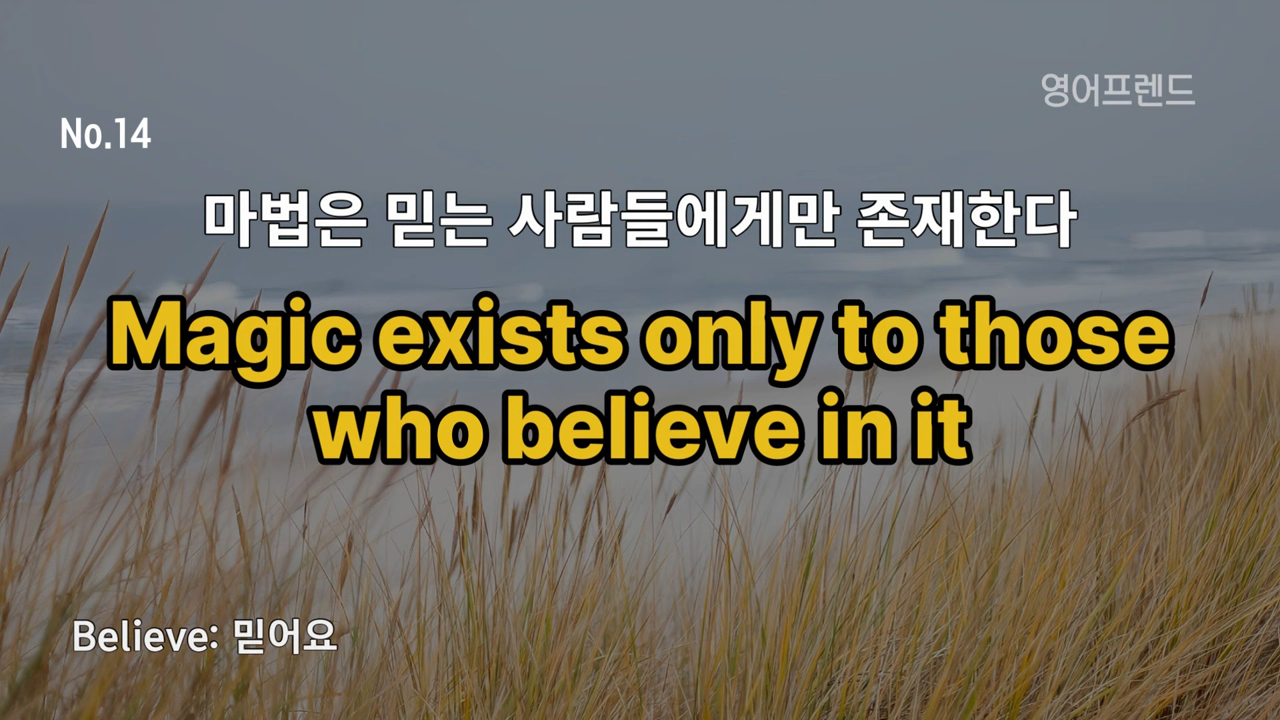 영어프렌드
No.14
마법은 믿는 사람들에게만 존재한다
Magic exists only to those
who believe in it
Believe: 믿어요